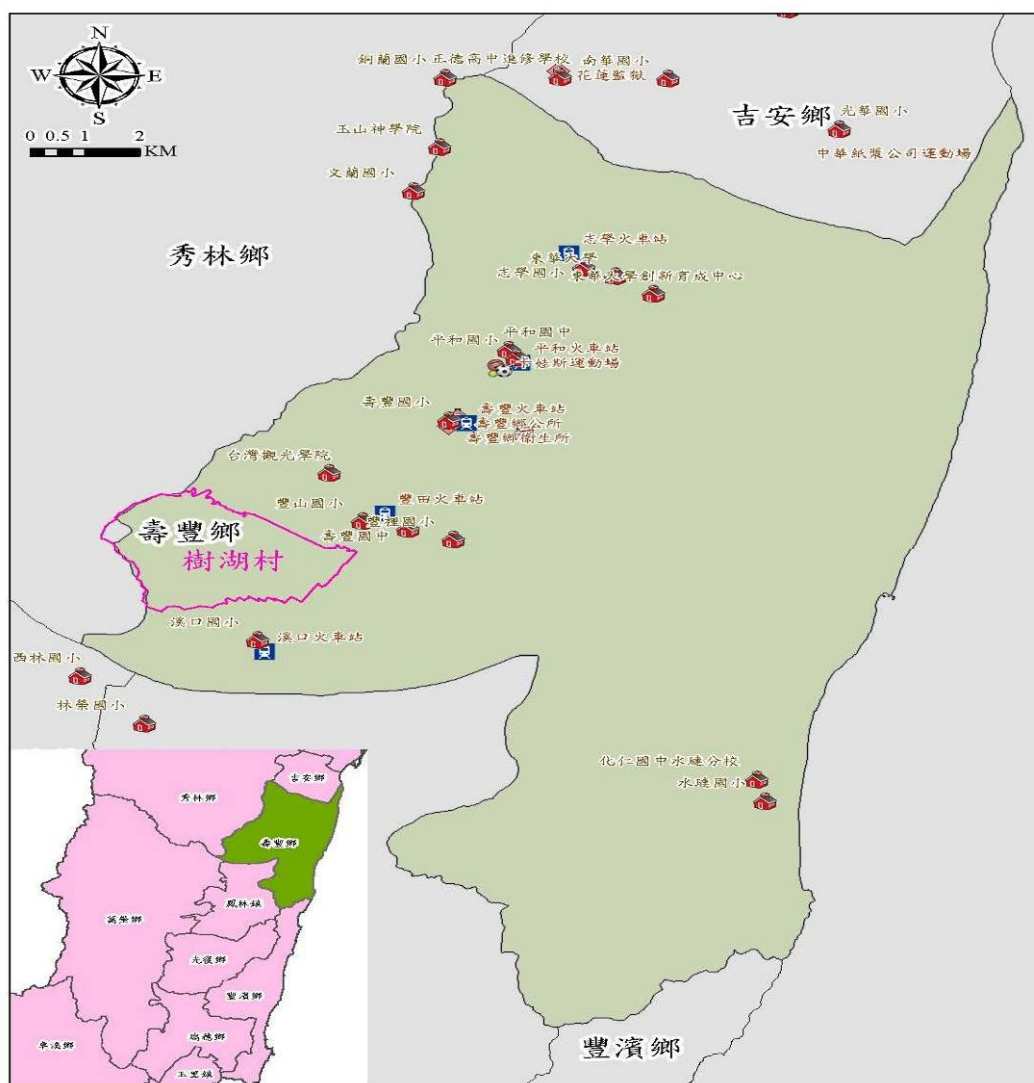 N
W
E
S
0 0.5 1 2
KM
銅蘭國小
正德高中進修學校
南華國小
花蓮監獄
吉安鄉
光華國小
中華紙漿公司運動場
玉山神學院
文蘭國小
秀林鄉
志學火車站
東華大學
志學國小
東華大學創新育成中心
平和國中
平和國小
平和火車站
卡娃斯運動場
壽豐國小
壽豐火車站
壽豐鄉公所
壽豐鄉衛生所
台灣觀光學院
豐山國小
豐田火車站
豐裡國小
壽豐國中
壽豐鄉
樹湖村
溪口國小
溪口火車站
西林國小
林榮國小
化仁國中水璉分校
水璉國小
豐濱鄉
吉安鄉
秀林鄉
壽豐鄉
鳳林鎮
萬榮鄉
光復鄉
豐濱鄉
瑞穗鄉
卓溪鄉
玉里鎮